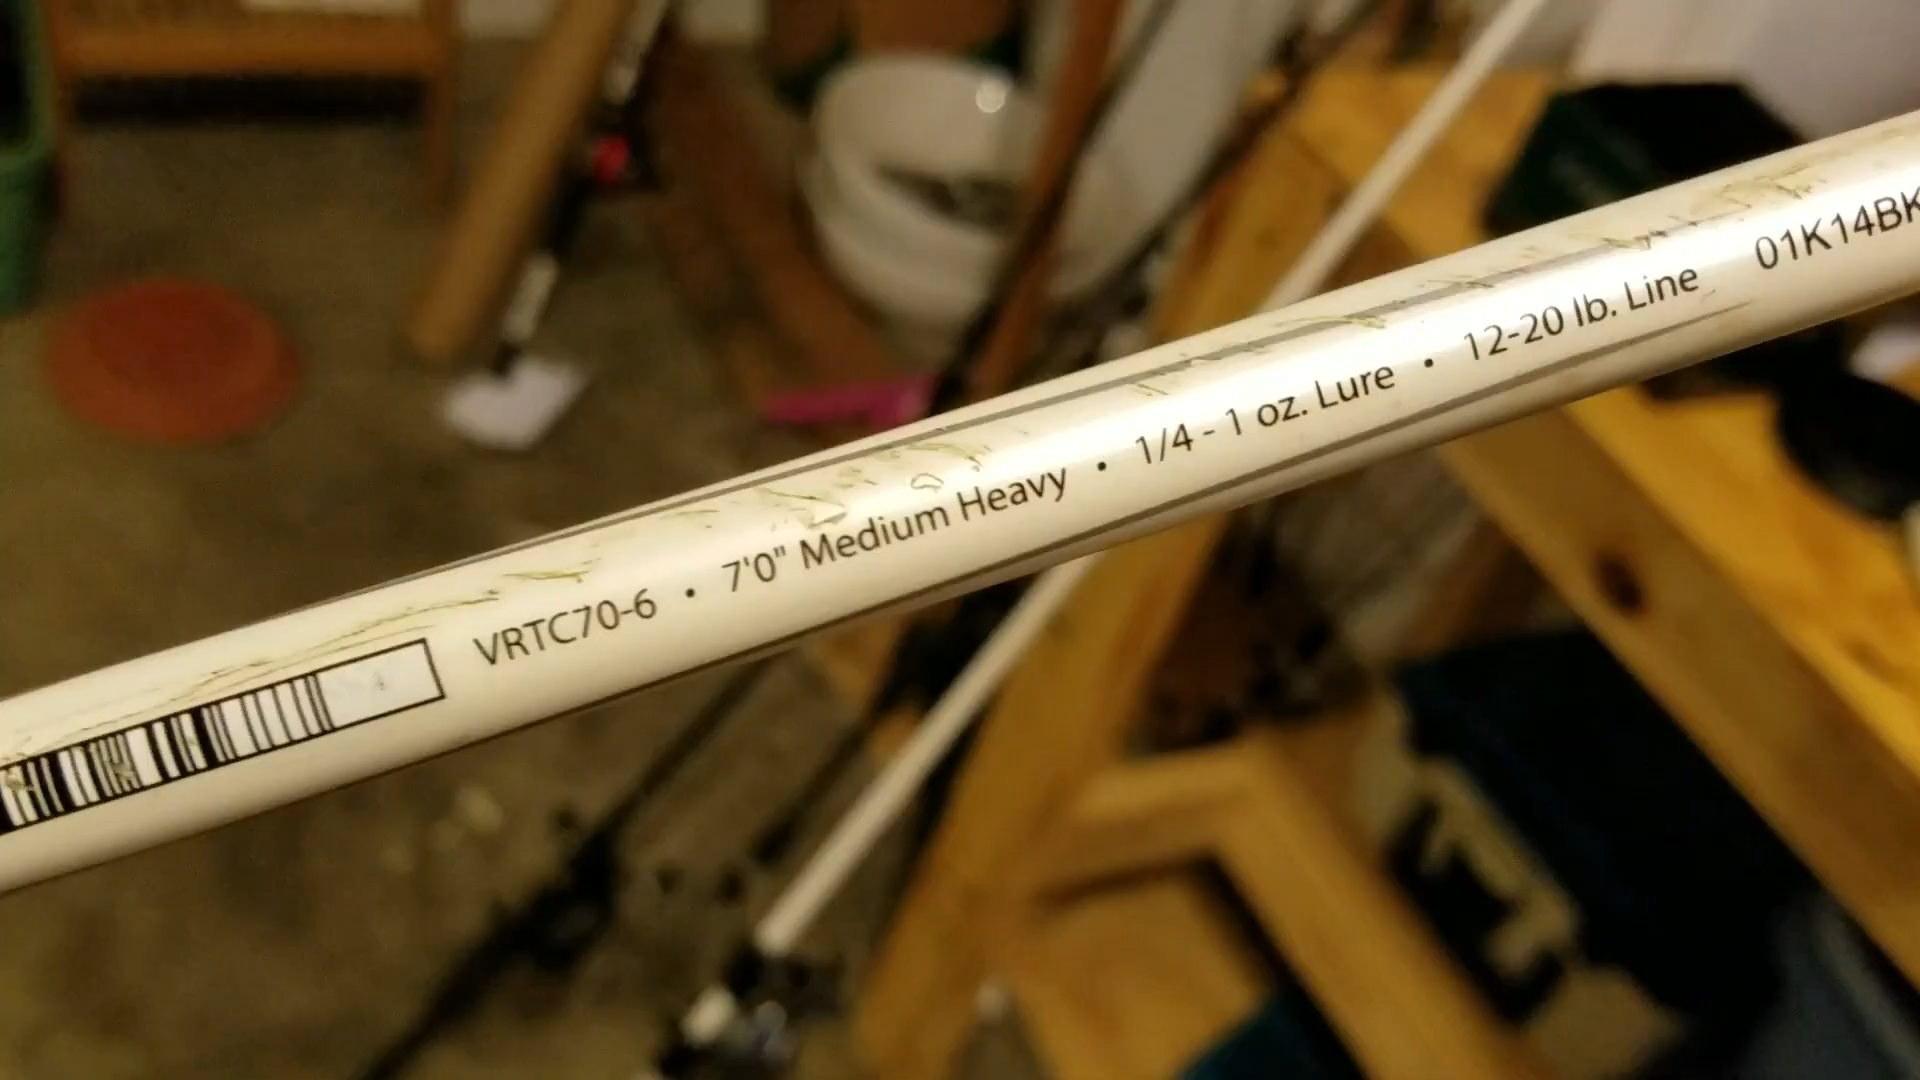 VRTC70-6 • 7'0" Medium Heavy • 1/4 - 1 oz. Lure • 12-20 lb. Line 01K14BK